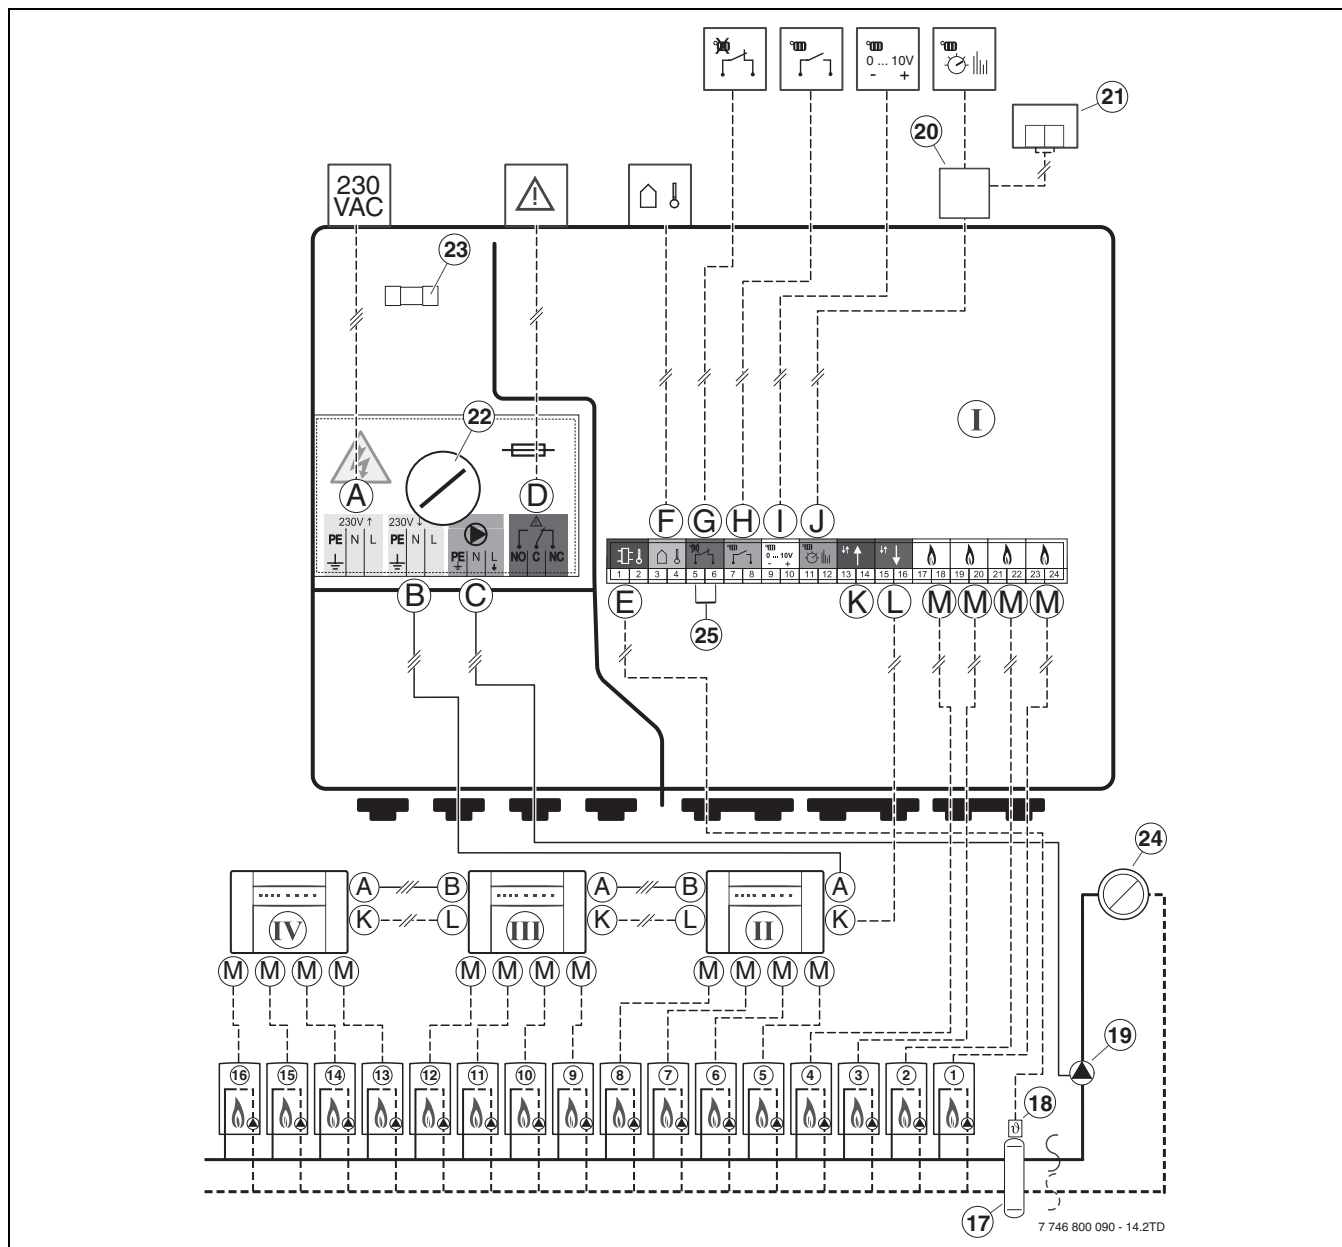 0 ... 10V
- +
21
20
230
VAC
23
I
22
A D F G H I J
230V ↑ 230V ↓
PE N L PE N L
PE N L NO C NC
0 ... 10V
- +
1 2 3 4 5 6 7 8 9 10 11 12 13 14 15 16 17 18 19 20 21 22 23 24
B C E K L M M M M
25
24
A B A B A
IV III II
K L K L K
M M M M M M M M M M M M
19
16 15 14 13 12 11 10 9 8 7 6 5 4 3 2 1
18
ϑ
17
7 746 800 090 - 14.2TD